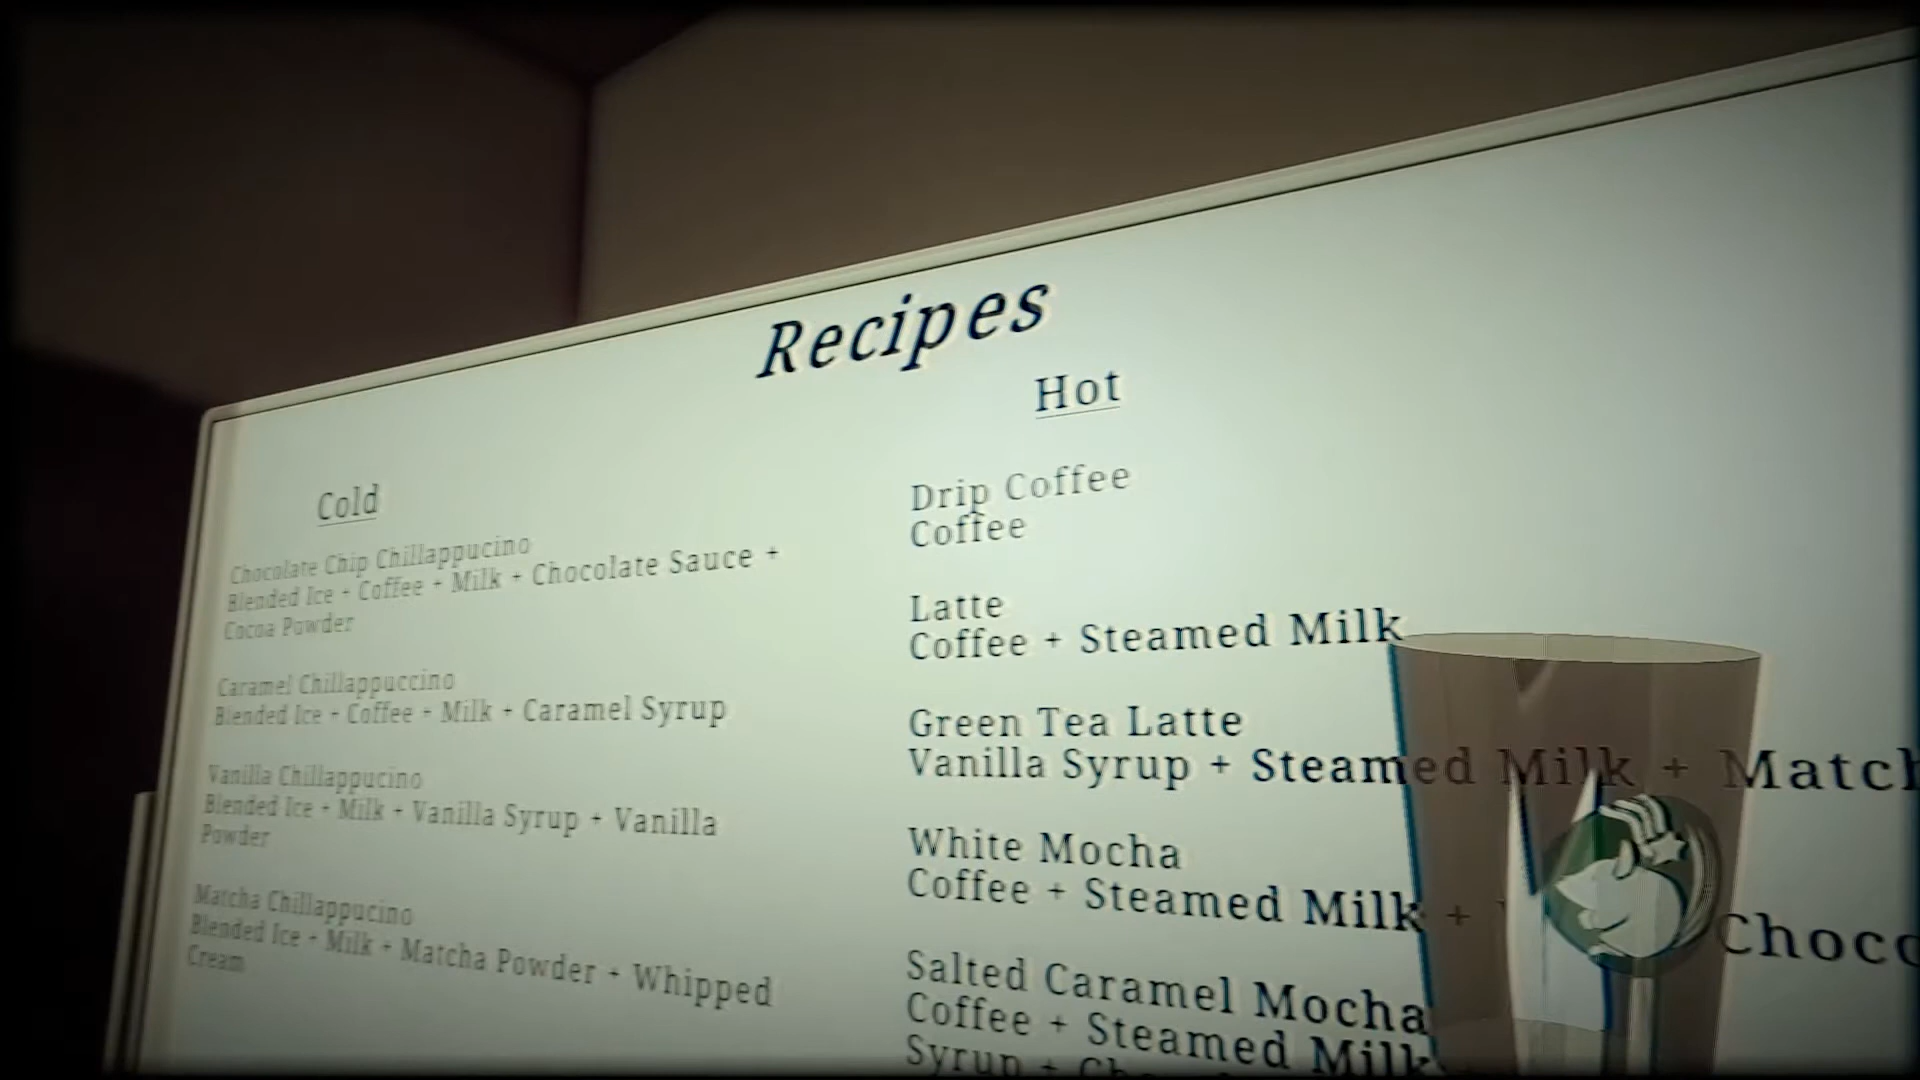 Recipes
Cold
Chocolate Chip Chillappucino
Blended Ice + Coffee + Milk + Chocolate Sauce +
Cocoa Powder
Caramel Chillappuccino
Blended Ice + Coffee + Milk + Caramel Syrup
Vanilla Chillappucino
Blended Ice + Milk + Vanilla Syrup + Vanilla
Powder
Matcha Chillappucino
Blended Ice + Milk + Matcha Powder + Whipped
Cream
Hot
Drip Coffee
Coffee
Latte
Coffee + Steamed Milk
Green Tea Latte
Vanilla Syrup + Steamed Milk +
White Mocha
Coffee + Steamed Milk +
Salted Caramel Mocha
Coffee + Steamed Milk
Syrup +